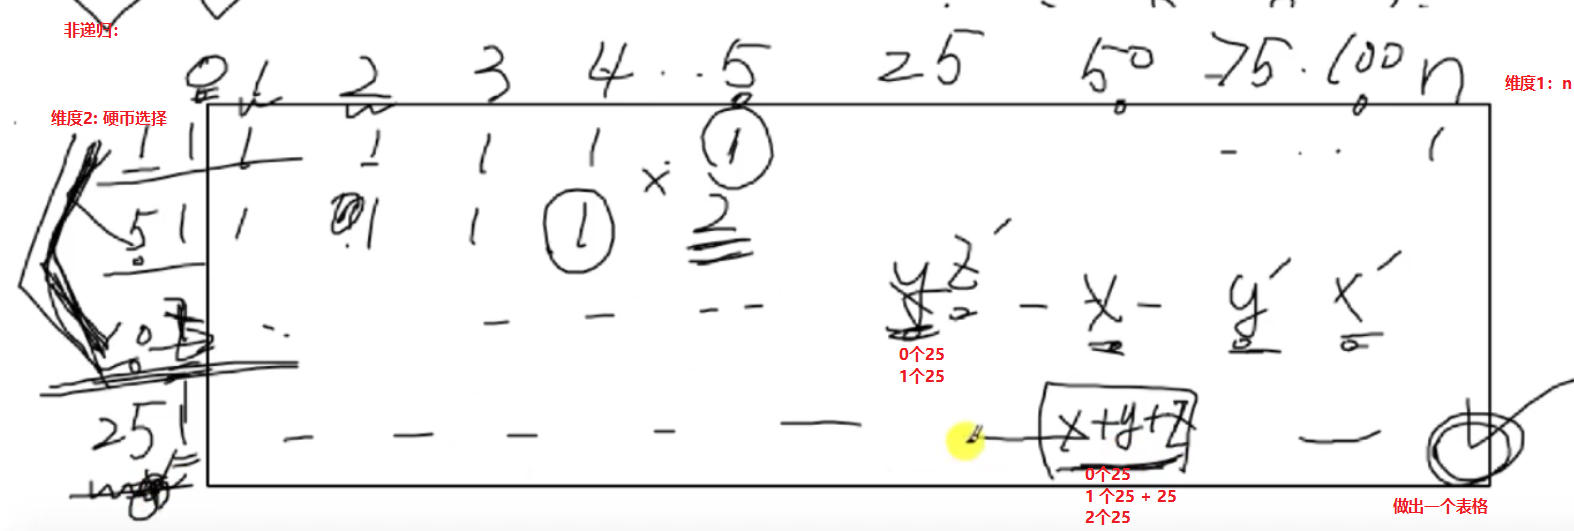 非递归：
0 1 2 3 4 ... 5 25 50 75 . 100 n
维度1：n
维度2: 硬币选择
1 1 1 1 1 1 1 - . . . 1
5 1 1 1 1 1 2
- - - - y z′ - x - y′ x′
0个25
1个25
25 1 - - - - — x+y+z —
0个25
1 个25 + 25
2个25
做出一个表格